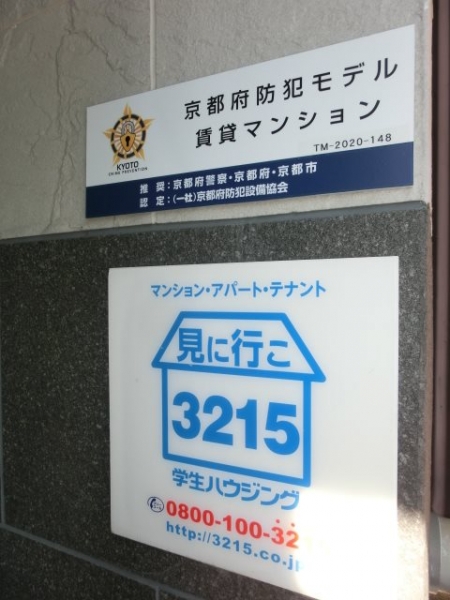 京都府防犯モデル
賃貸マンション
KYOTO
CRIME PREVENTION
TM-2020-148
推 奨：京都府警察・京都府・京都市
認 定：(一社)京都府防犯設備協会
マンション・アパート・テナント
見に行こ
3215
学生ハウジング
0800-100-32
http://3215.co.jp